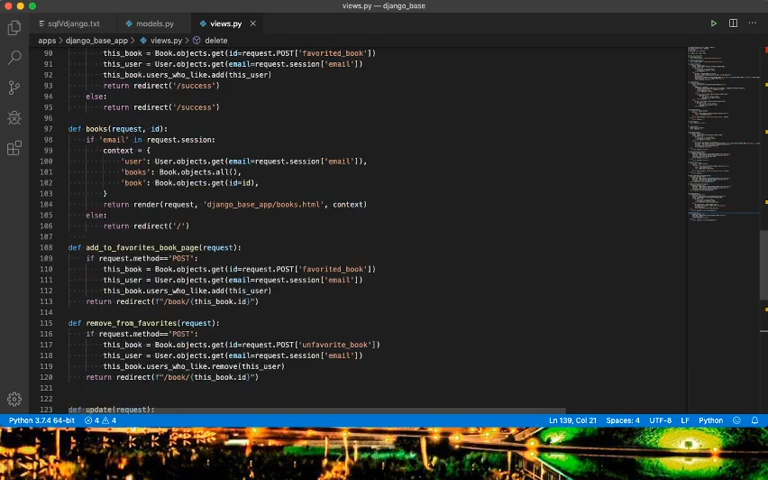 views.py — django_base
sqlVdjango.txt models.py views.py
apps > django_base_app > views.py > delete
90 this_book = Book.objects.get(id=request.POST['favorited_book'])
91 this_user = User.objects.get(email=request.session['email'])
92 this_book.users_who_like.add(this_user)
93 return redirect('/success')
94 else:
95 return redirect('/success')
96
97 def books(request, id):
98 if 'email' in request.session:
99 context = {
100 'user': User.objects.get(email=request.session['email']),
101 'books': Book.objects.all(),
102 'book': Book.objects.get(id=id),
103 }
104 return render(request, 'django_base_app/books.html', context)
105 else:
106 return redirect('/')
107
108 def add_to_favorites_book_page(request):
109 if request.method=='POST':
110 this_book = Book.objects.get(id=request.POST['favorited_book'])
111 this_user = User.objects.get(email=request.session['email'])
112 this_book.users_who_like.add(this_user)
113 return redirect(f"/book/{this_book.id}")
114
115 def remove_from_favorites(request):
116 if request.method=='POST':
117 this_book = Book.objects.get(id=request.POST['unfavorite_book'])
118 this_user = User.objects.get(email=request.session['email'])
119 this_book.users_who_like.remove(this_user)
120 return redirect(f"/book/{this_book.id}")
121
122
123 def update(request):
Python 3.7.4 64-bit 4 4 Ln 139, Col 21 Spaces: 4 UTF-8 LF Python